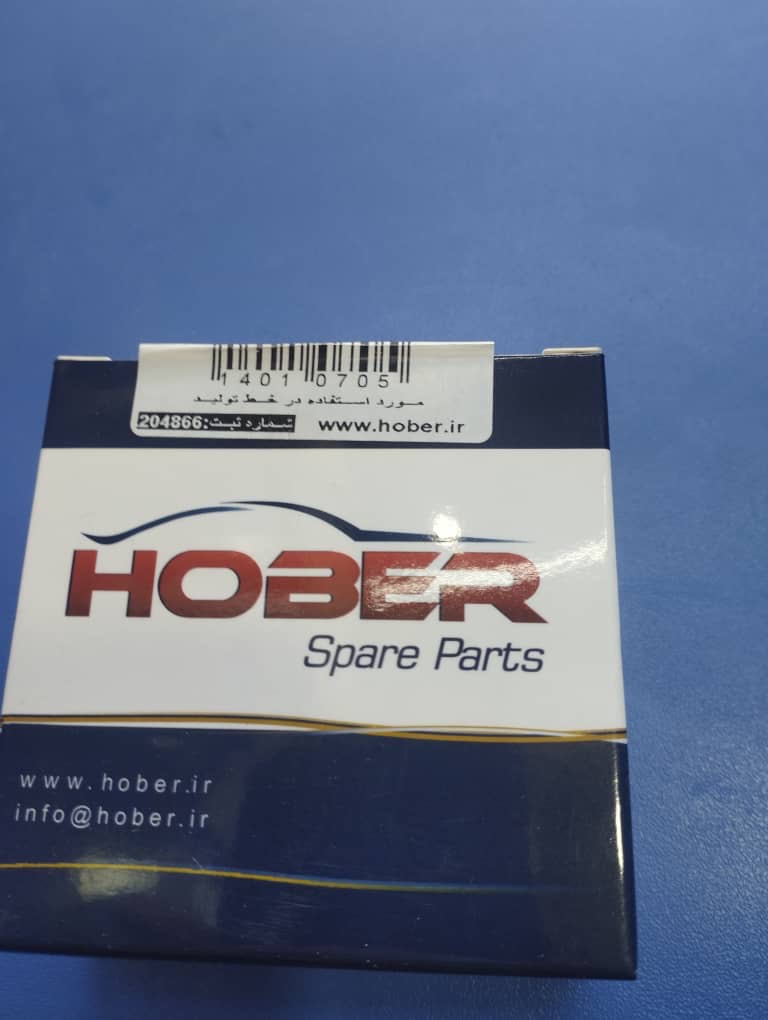 1401 0705
مورد استفاده در خط تولید
شماره ثبت:204866 www.hober.ir
HOBER
Spare Parts
www.hober.ir
info@hober.ir